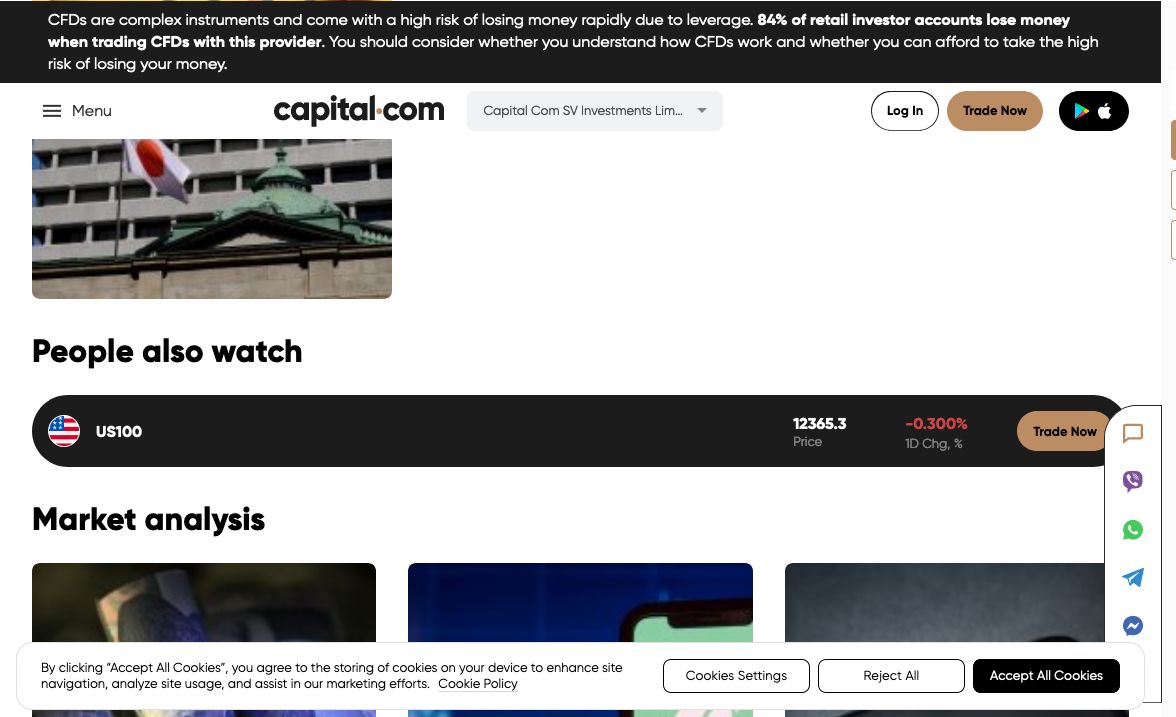 CFDs are complex instruments and come with a high risk of losing money rapidly due to leverage. 84% of retail investor accounts lose money
when trading CFDs with this provider. You should consider whether you understand how CFDs work and whether you can afford to take the high
risk of losing your money.
Menu
capital.com
Capital Com SV Investments Lim...
Log In
Trade Now
People also watch
US100
12365.3
Price
-0.300%
1D Chg, %
Trade Now
Market analysis
By clicking “Accept All Cookies”, you agree to the storing of cookies on your device to enhance site
navigation, analyze site usage, and assist in our marketing efforts. Cookie Policy
Cookies Settings
Reject All
Accept All Cookies